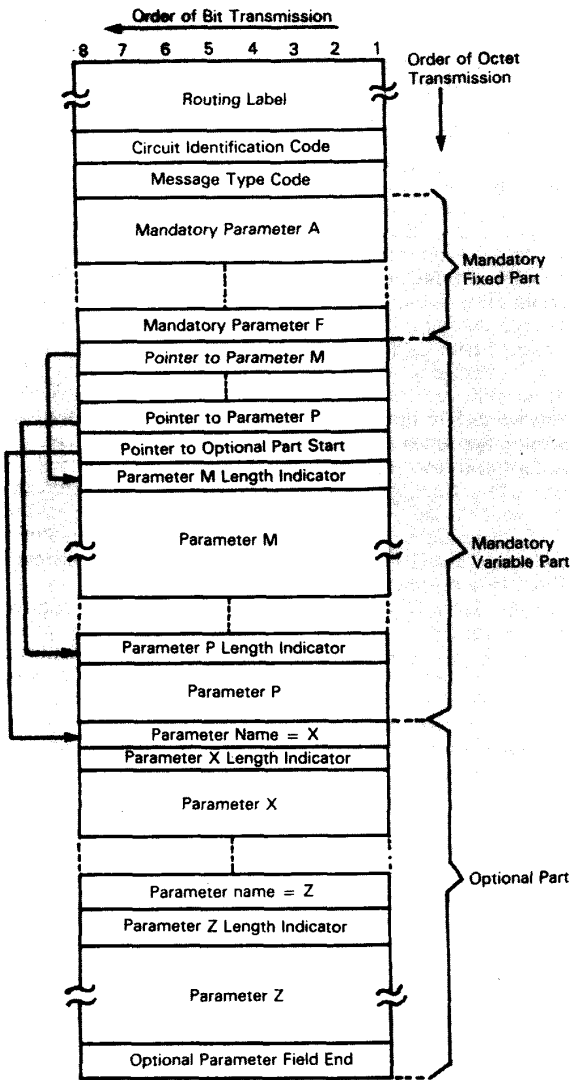 Order of Bit Transmission
8 7 6 5 4 3 2 1
Order of Octet
Transmission
Routing Label
Circuit Identification Code
Message Type Code
Mandatory Parameter A
Mandatory
Fixed Part
Mandatory Parameter F
Pointer to Parameter M
Pointer to Parameter P
Pointer to Optional Part Start
Parameter M Length Indicator
Parameter M
Mandatory
Variable Part
Parameter P Length Indicator
Parameter P
Parameter Name = X
Parameter X Length Indicator
Parameter X
Optional Part
Parameter name = Z
Parameter Z Length Indicator
Parameter Z
Optional Parameter Field End